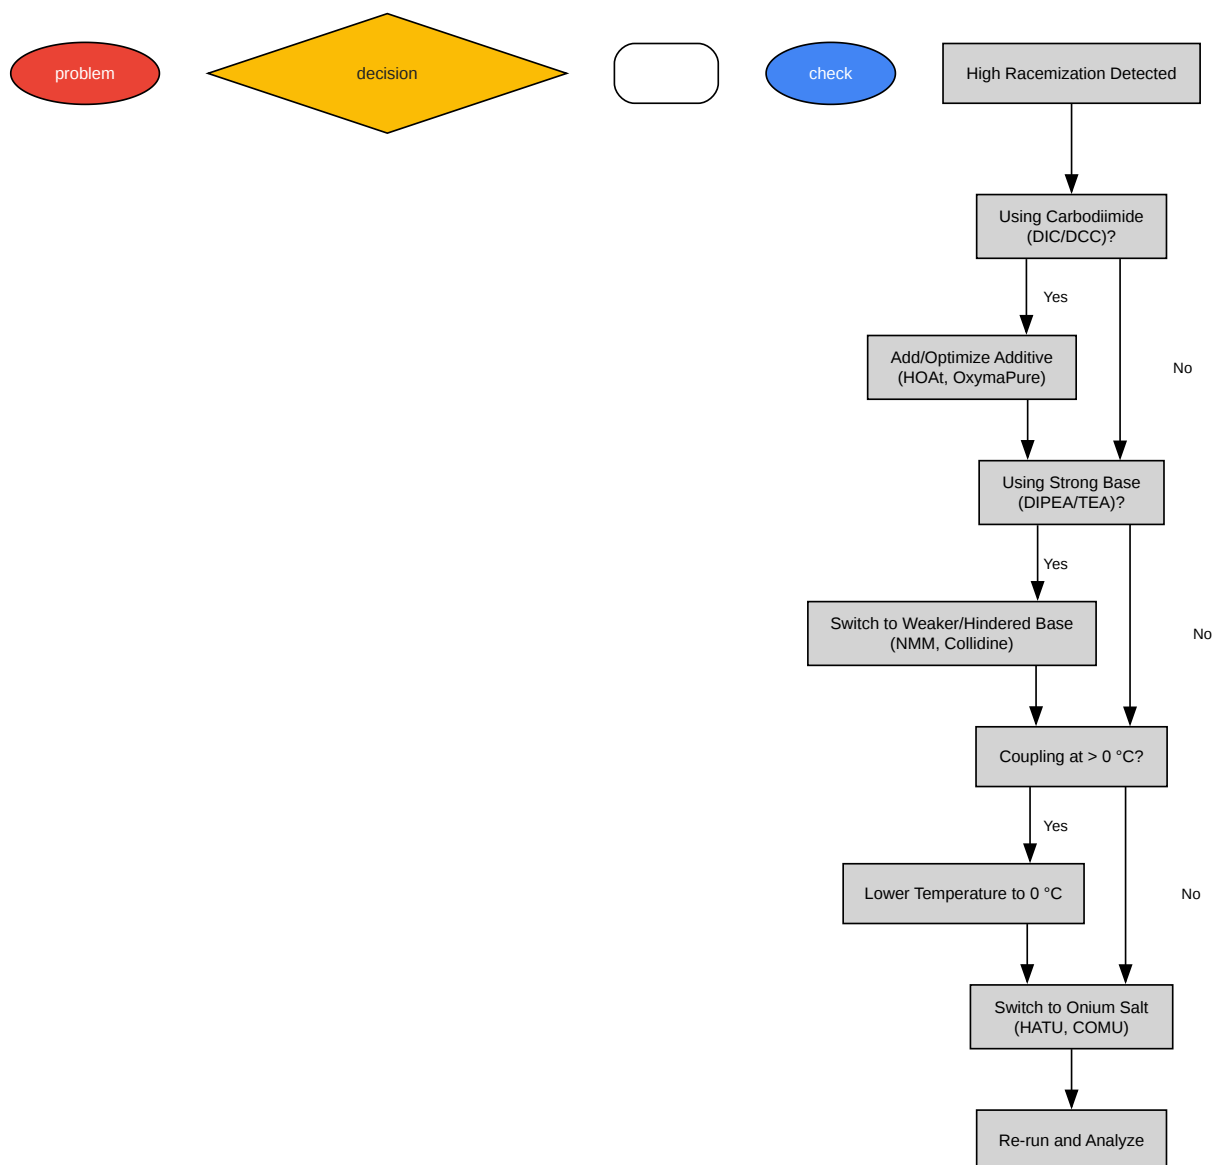 problem
decision
check
High Racemization Detected
Using Carbodiimide
(DIC/DCC)?
Yes
Add/Optimize Additive
(HOAt, OxymaPure)
No
Using Strong Base
(DIPEA/TEA)?
Yes
Switch to Weaker/Hindered Base
(NMM, Collidine)
No
Coupling at > 0 °C?
Yes
Lower Temperature to 0 °C
No
Switch to Onium Salt
(HATU, COMU)
Re-run and Analyze